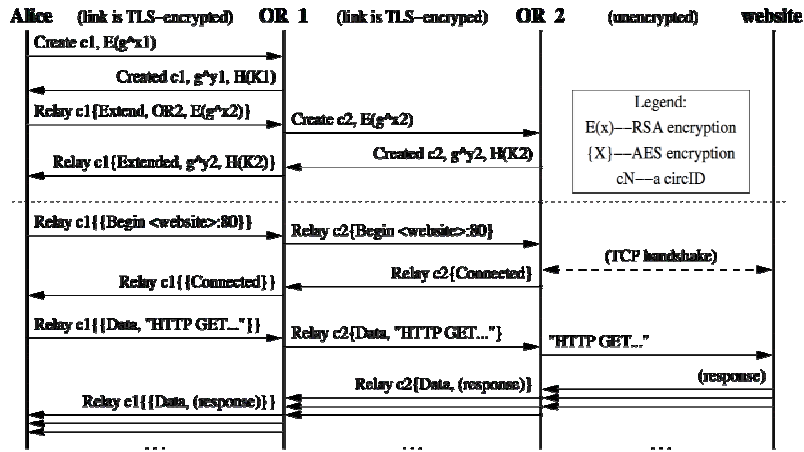 Alice (link is TLS-encrypted) OR 1 (link is TLS-encryped) OR 2 (unencrypted) website
Create c1, E(g^x1)
Created c1, g^y1, H(K1)
Relay c1{Extend, OR2, E(g^x2)}
Create c2, E(g^x2)
Created c2, g^y2, H(K2)
Relay c1{Extended, g^y2, H(K2)}
Legend:
E(x)—RSA encryption
{X}—AES encryption
cN—a circID
Relay c1{{Begin <website>:80}}
Relay c2{Begin <website>:80}
(TCP handshake)
Relay c2{Connected}
Relay c1{{Connected}}
Relay c1{{Data, "HTTP GET..."}}
Relay c2{Data, "HTTP GET..."}
"HTTP GET..."
(response)
Relay c2{Data, (response)}
Relay c1{{Data, (response)}}
... ... ...